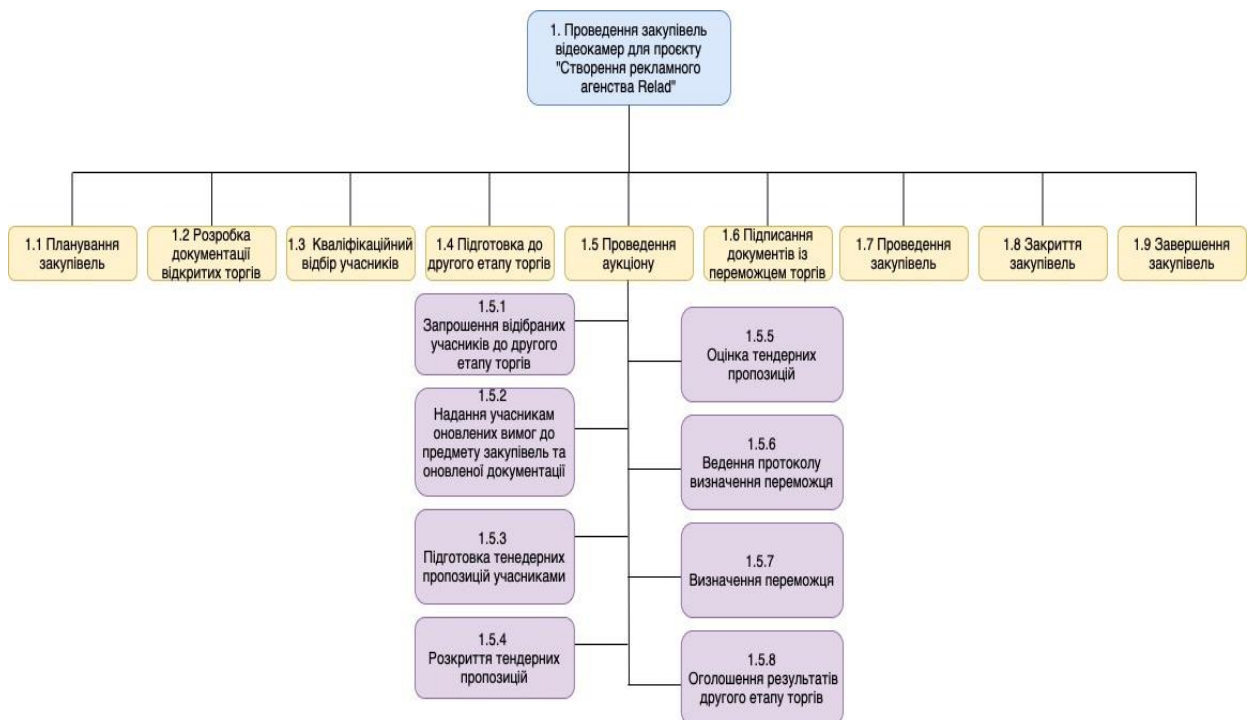 1. Проведення закупівель
відеокамер для проєкту
"Створення рекламного
агенства Relad"
1.1 Планування
закупівель
1.2 Розробка
документації
відкритих торгів
1.3 Кваліфікаційний
відбір учасників
1.4 Підготовка до
другого етапу торгів
1.5 Проведення
аукціону
1.6 Підписання
документів із
переможцем торгів
1.7 Проведення
закупівель
1.8 Закриття
закупівель
1.9 Завершення
закупівель
1.5.1
Запрошення відібраних
учасників до другого
етапу торгів
1.5.2
Надання учасникам
оновлених вимог до
предмету закупівель та
оновленої документації
1.5.3
Підготовка тенедерних
пропозицій учасниками
1.5.4
Розкриття тендерних
пропозицій
1.5.5
Оцінка тендерних
пропозицій
1.5.6
Ведення протоколу
визначення переможця
1.5.7
Визначення переможця
1.5.8
Оголошення результатів
другого етапу торгів